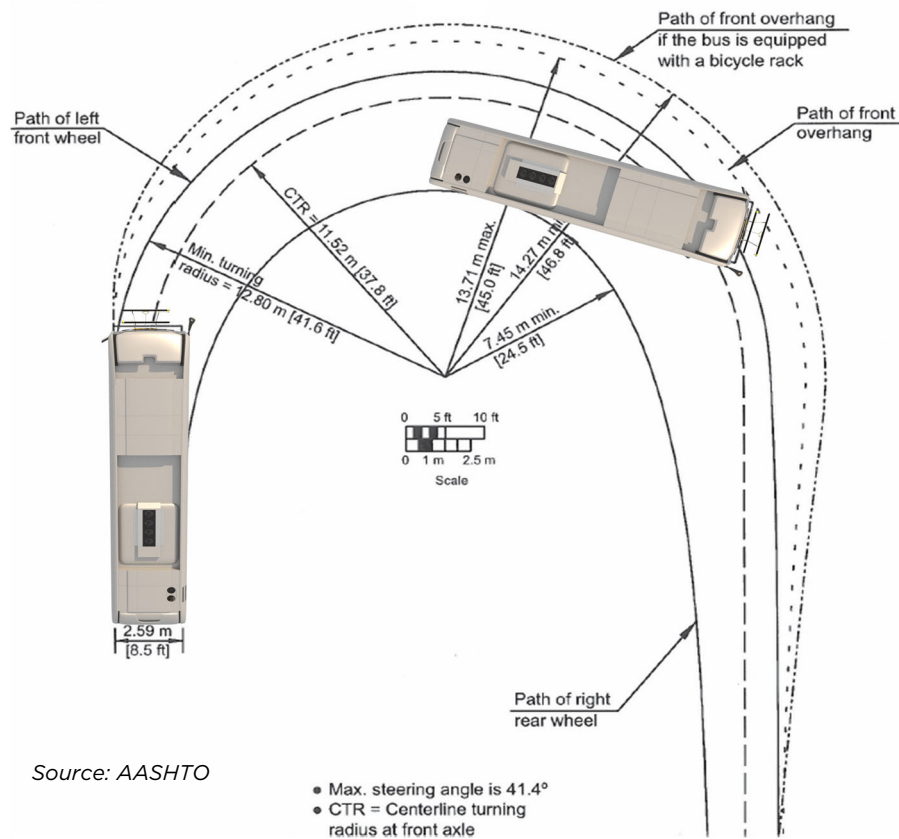 Path of front overhang
if the bus is equipped
with a bicycle rack
Path of left
front wheel
Path of front
overhang
CTR = 11.52 m [37.8 ft]
Min. turning
radius = 12.80 m [41.6 ft]
13.71 m max.
[45.0 ft]
14.27 m min.
[46.8 ft]
7.45 m min.
[24.5 ft]
0 5 ft 10 ft
0 1 m 2.5 m
Scale
2.59 m
[8.5 ft]
Path of right
rear wheel
Source: AASHTO
• Max. steering angle is 41.4º
• CTR = Centerline turning
radius at front axle